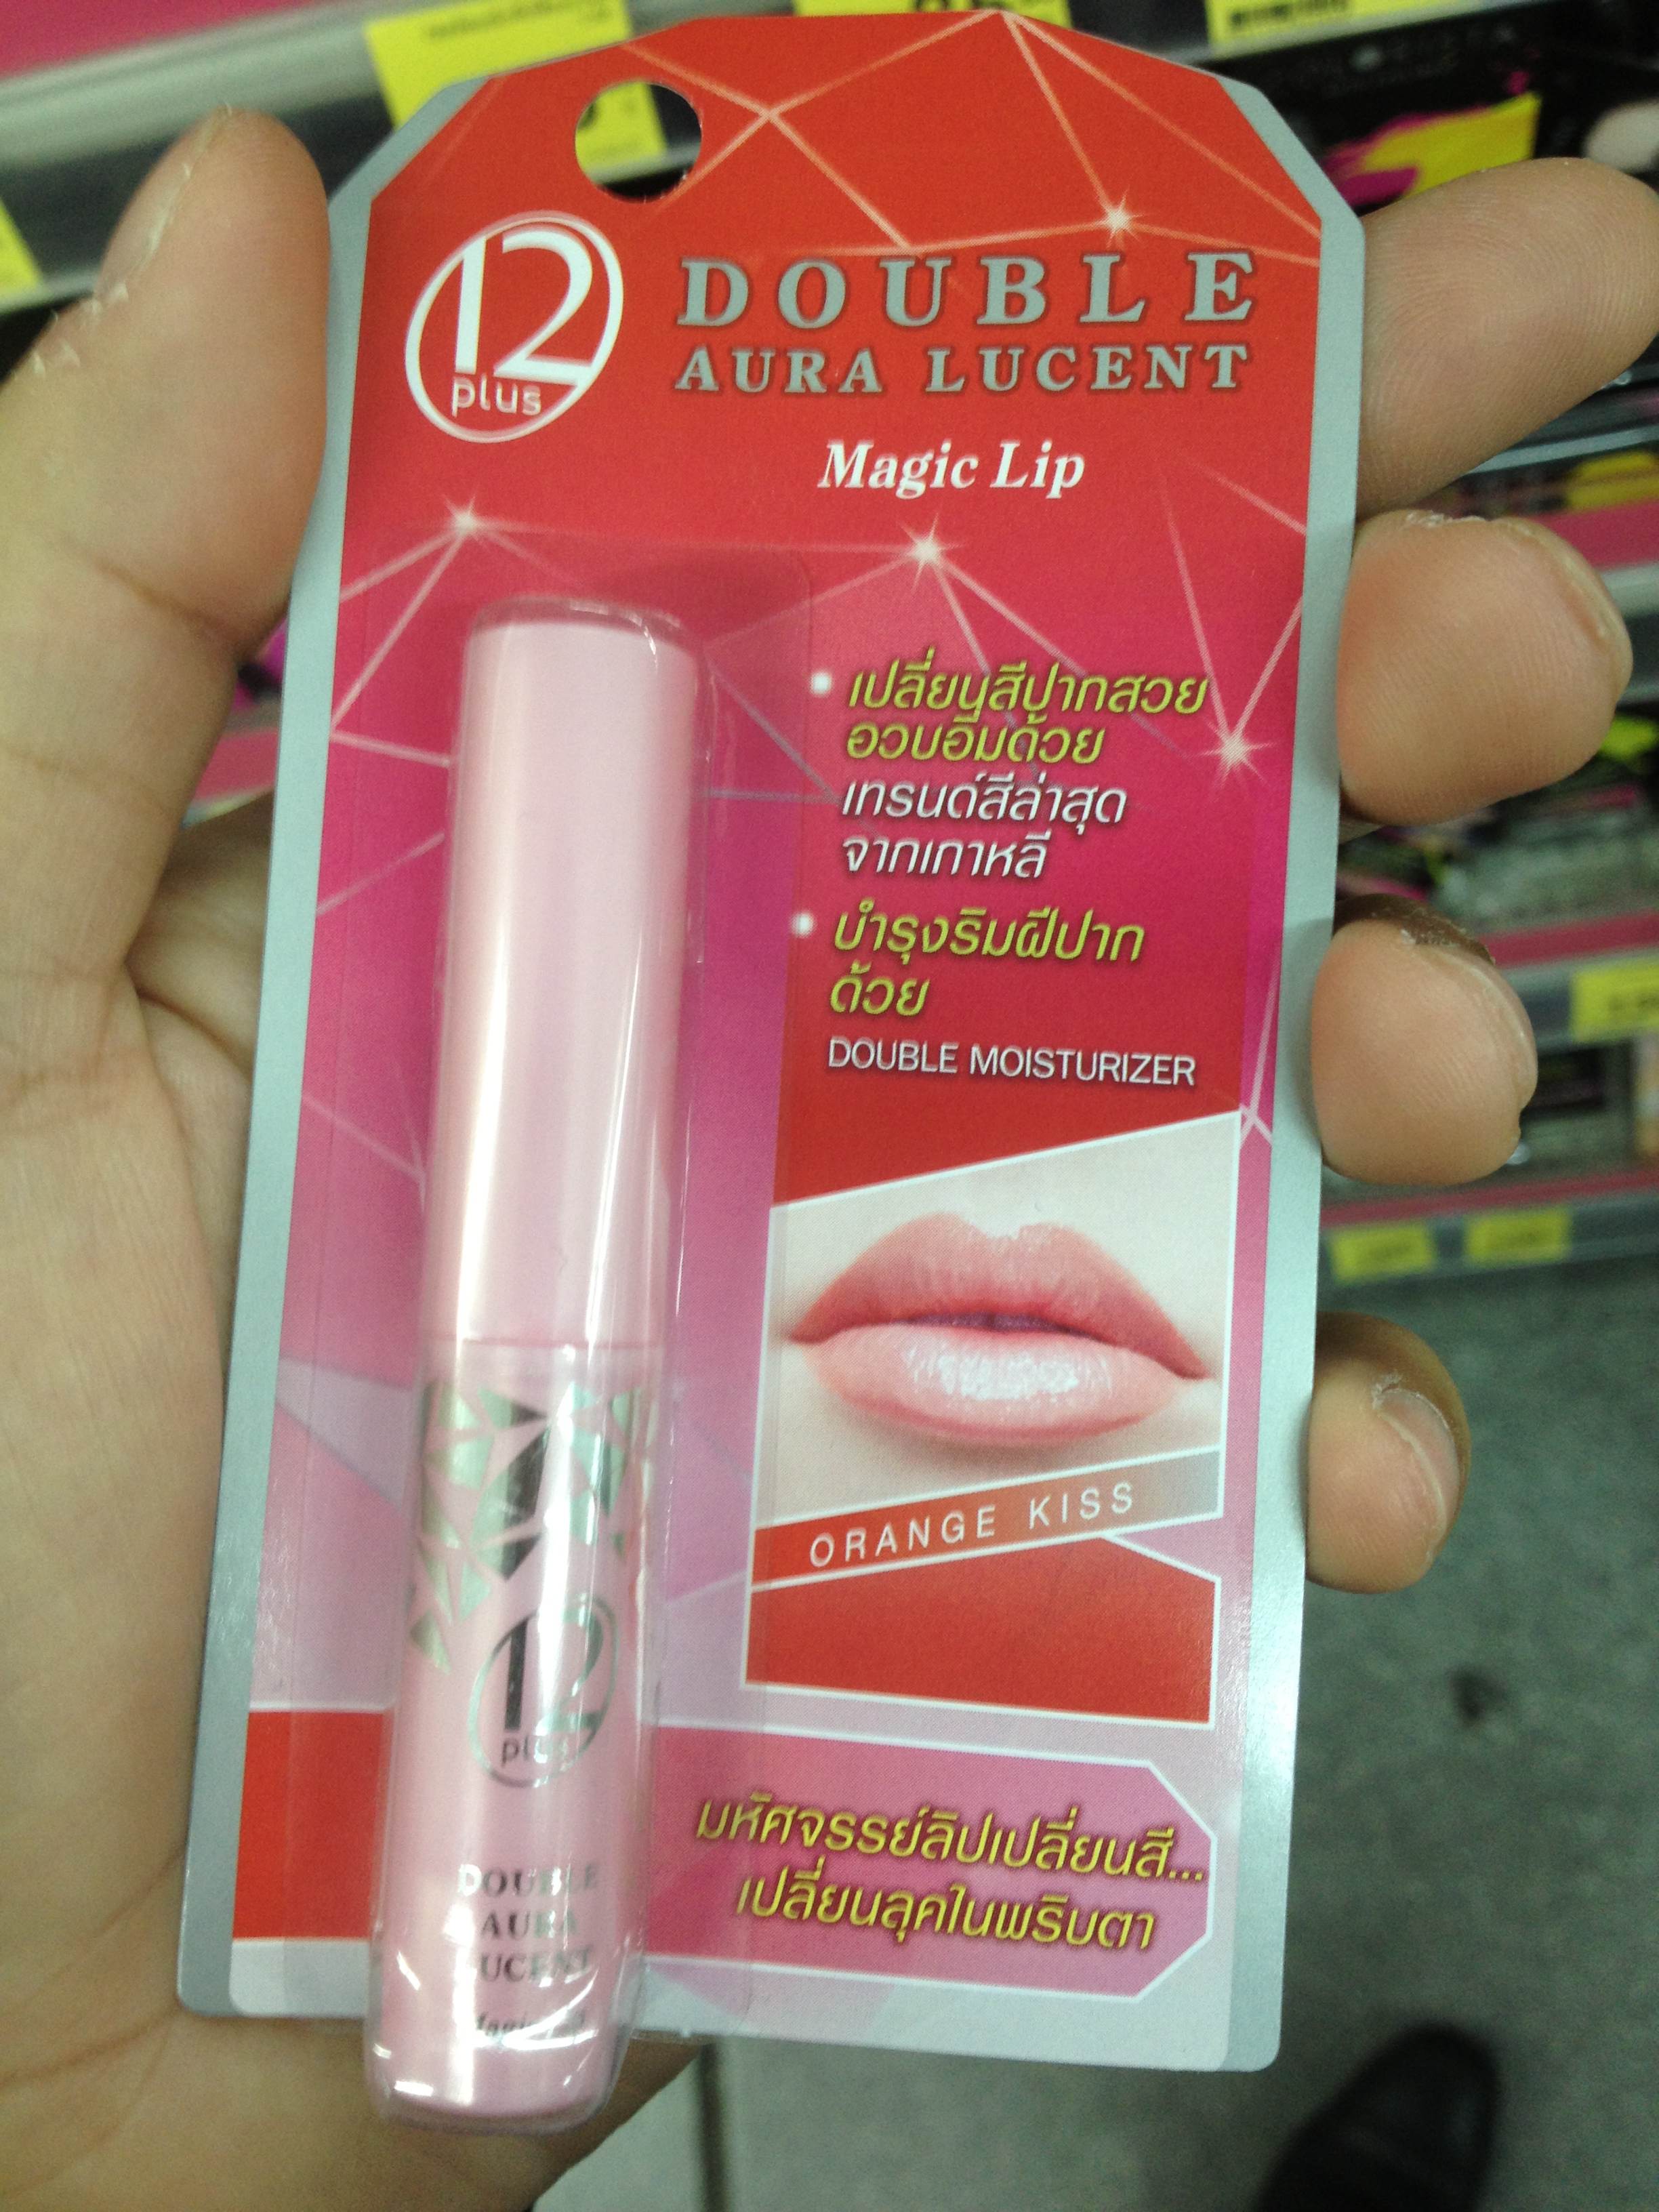 12
plus
DOUBLE
AURA LUCENT
Magic Lip
• เปลี่ยนสีปากสวย
อวบอิ่มด้วย
เทรนด์สีล่าสุด
จากเกาหลี
• บำรุงริมฝีปาก
ด้วย
DOUBLE MOISTURIZER
ORANGE KISS
12
plus
DOUBLE
AURA
LUCENT
มหัศจรรย์ลิปเปลี่ยนสี...
เปลี่ยนลุคในพริบตา